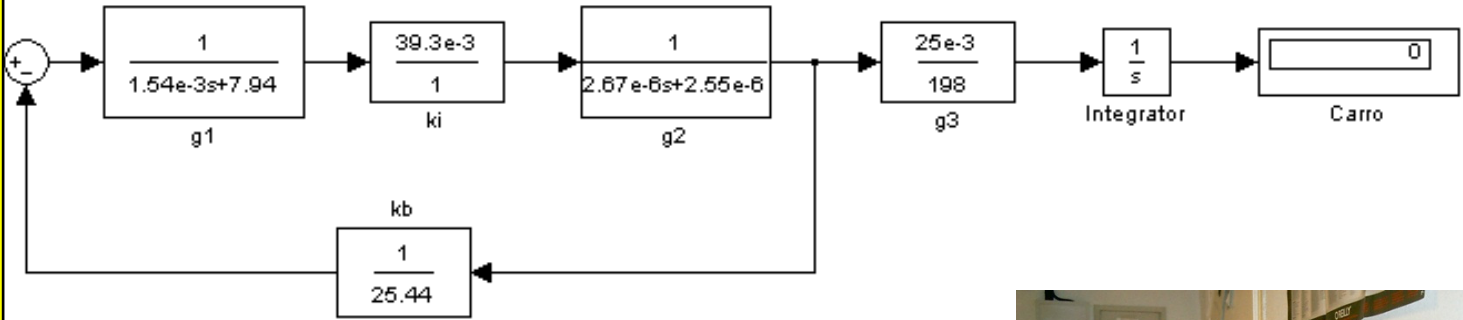 +
-
1
1.54e-3s+7.94
g1
39.3e-3
1
ki
1
2.67e-6s+2.55e-6
g2
25e-3
198
g3
1
s
Integrator
0
Carro
kb
1
25.44
O'REILLY